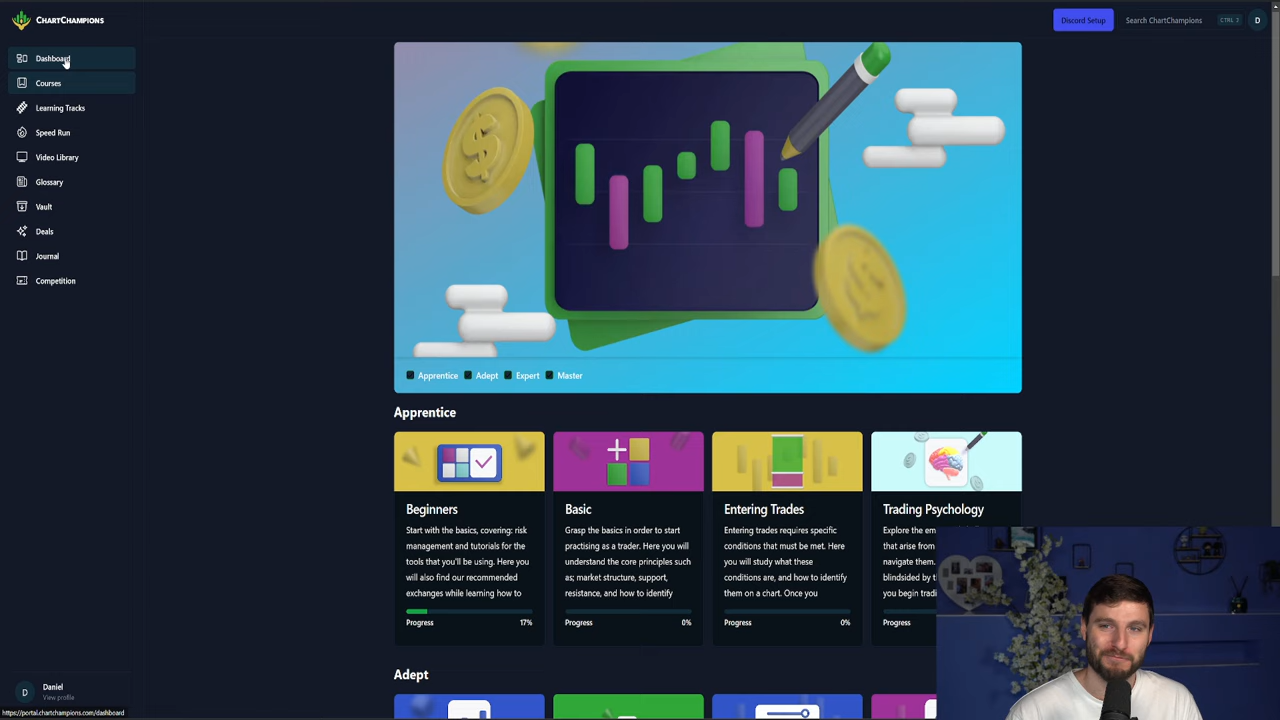 CHARTCHAMPIONS
Discord Setup
Search ChartChampions
D
Dashboard
Courses
Learning Tracks
Speed Run
Video Library
Glossary
Vault
Deals
Journal
Competition
Apprentice
Adept
Expert
Master
Apprentice
Beginners
Start with the basics, covering: risk
management and tutorials for the
tools that you'll be using. Here you
will also find our recommended
exchanges while learning how to
Progress
17%
Basic
Grasp the basics in order to start
practising as a trader. Here you will
understand the core principles such
as; market structure, support,
resistance, and how to identify
Progress
0%
Entering Trades
Entering trades requires specific
conditions that must be met. Here
you will study what these
conditions are, and how to identify
them on a chart. Once you
Progress
0%
Trading Psychology
Explore the em
that arise from
navigate them.
blindsided by th
you begin tradi
Progress
Adept
D
Daniel
View profile
https://portal.chartchampions.com/dashboard